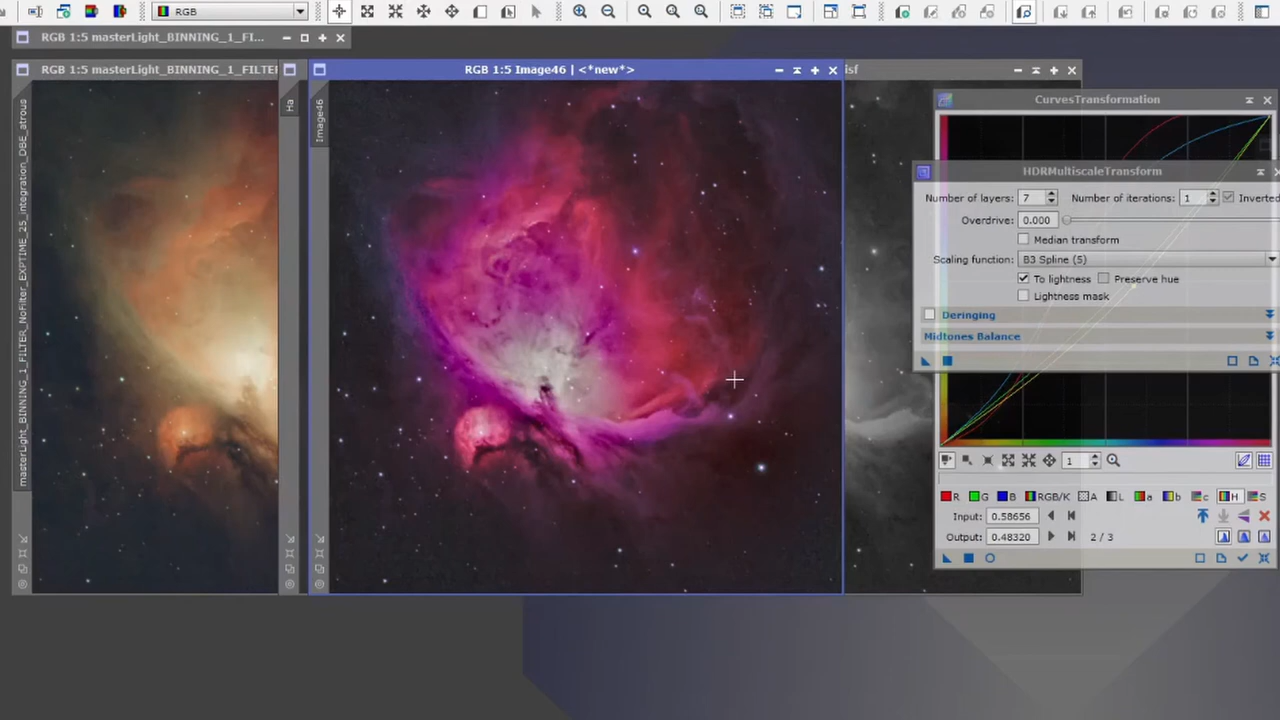 RGB
RGB 1:5 masterLight_BINNING_1_FI...
RGB 1:5 masterLight_BINNING_1_FILTER
RGB 1:5 Image46 | <*new*>
isf
masterLight_BINNING_1_FILTER_NoFilter_EXPTIME_25_integration_DBE_atrous
Ha
Image46
CurvesTransformation
HDRMultiscaleTransform
Number of layers: 7 Number of iterations: 1 Inverted
Overdrive: 0.000
Median transform
Scaling function: B3 Spline (5)
To lightness Preserve hue
Lightness mask
Deringing
Midtones Balance
1
R G B RGB/K A L a b c H S
Input: 0.58656
Output: 0.48320 2 / 3